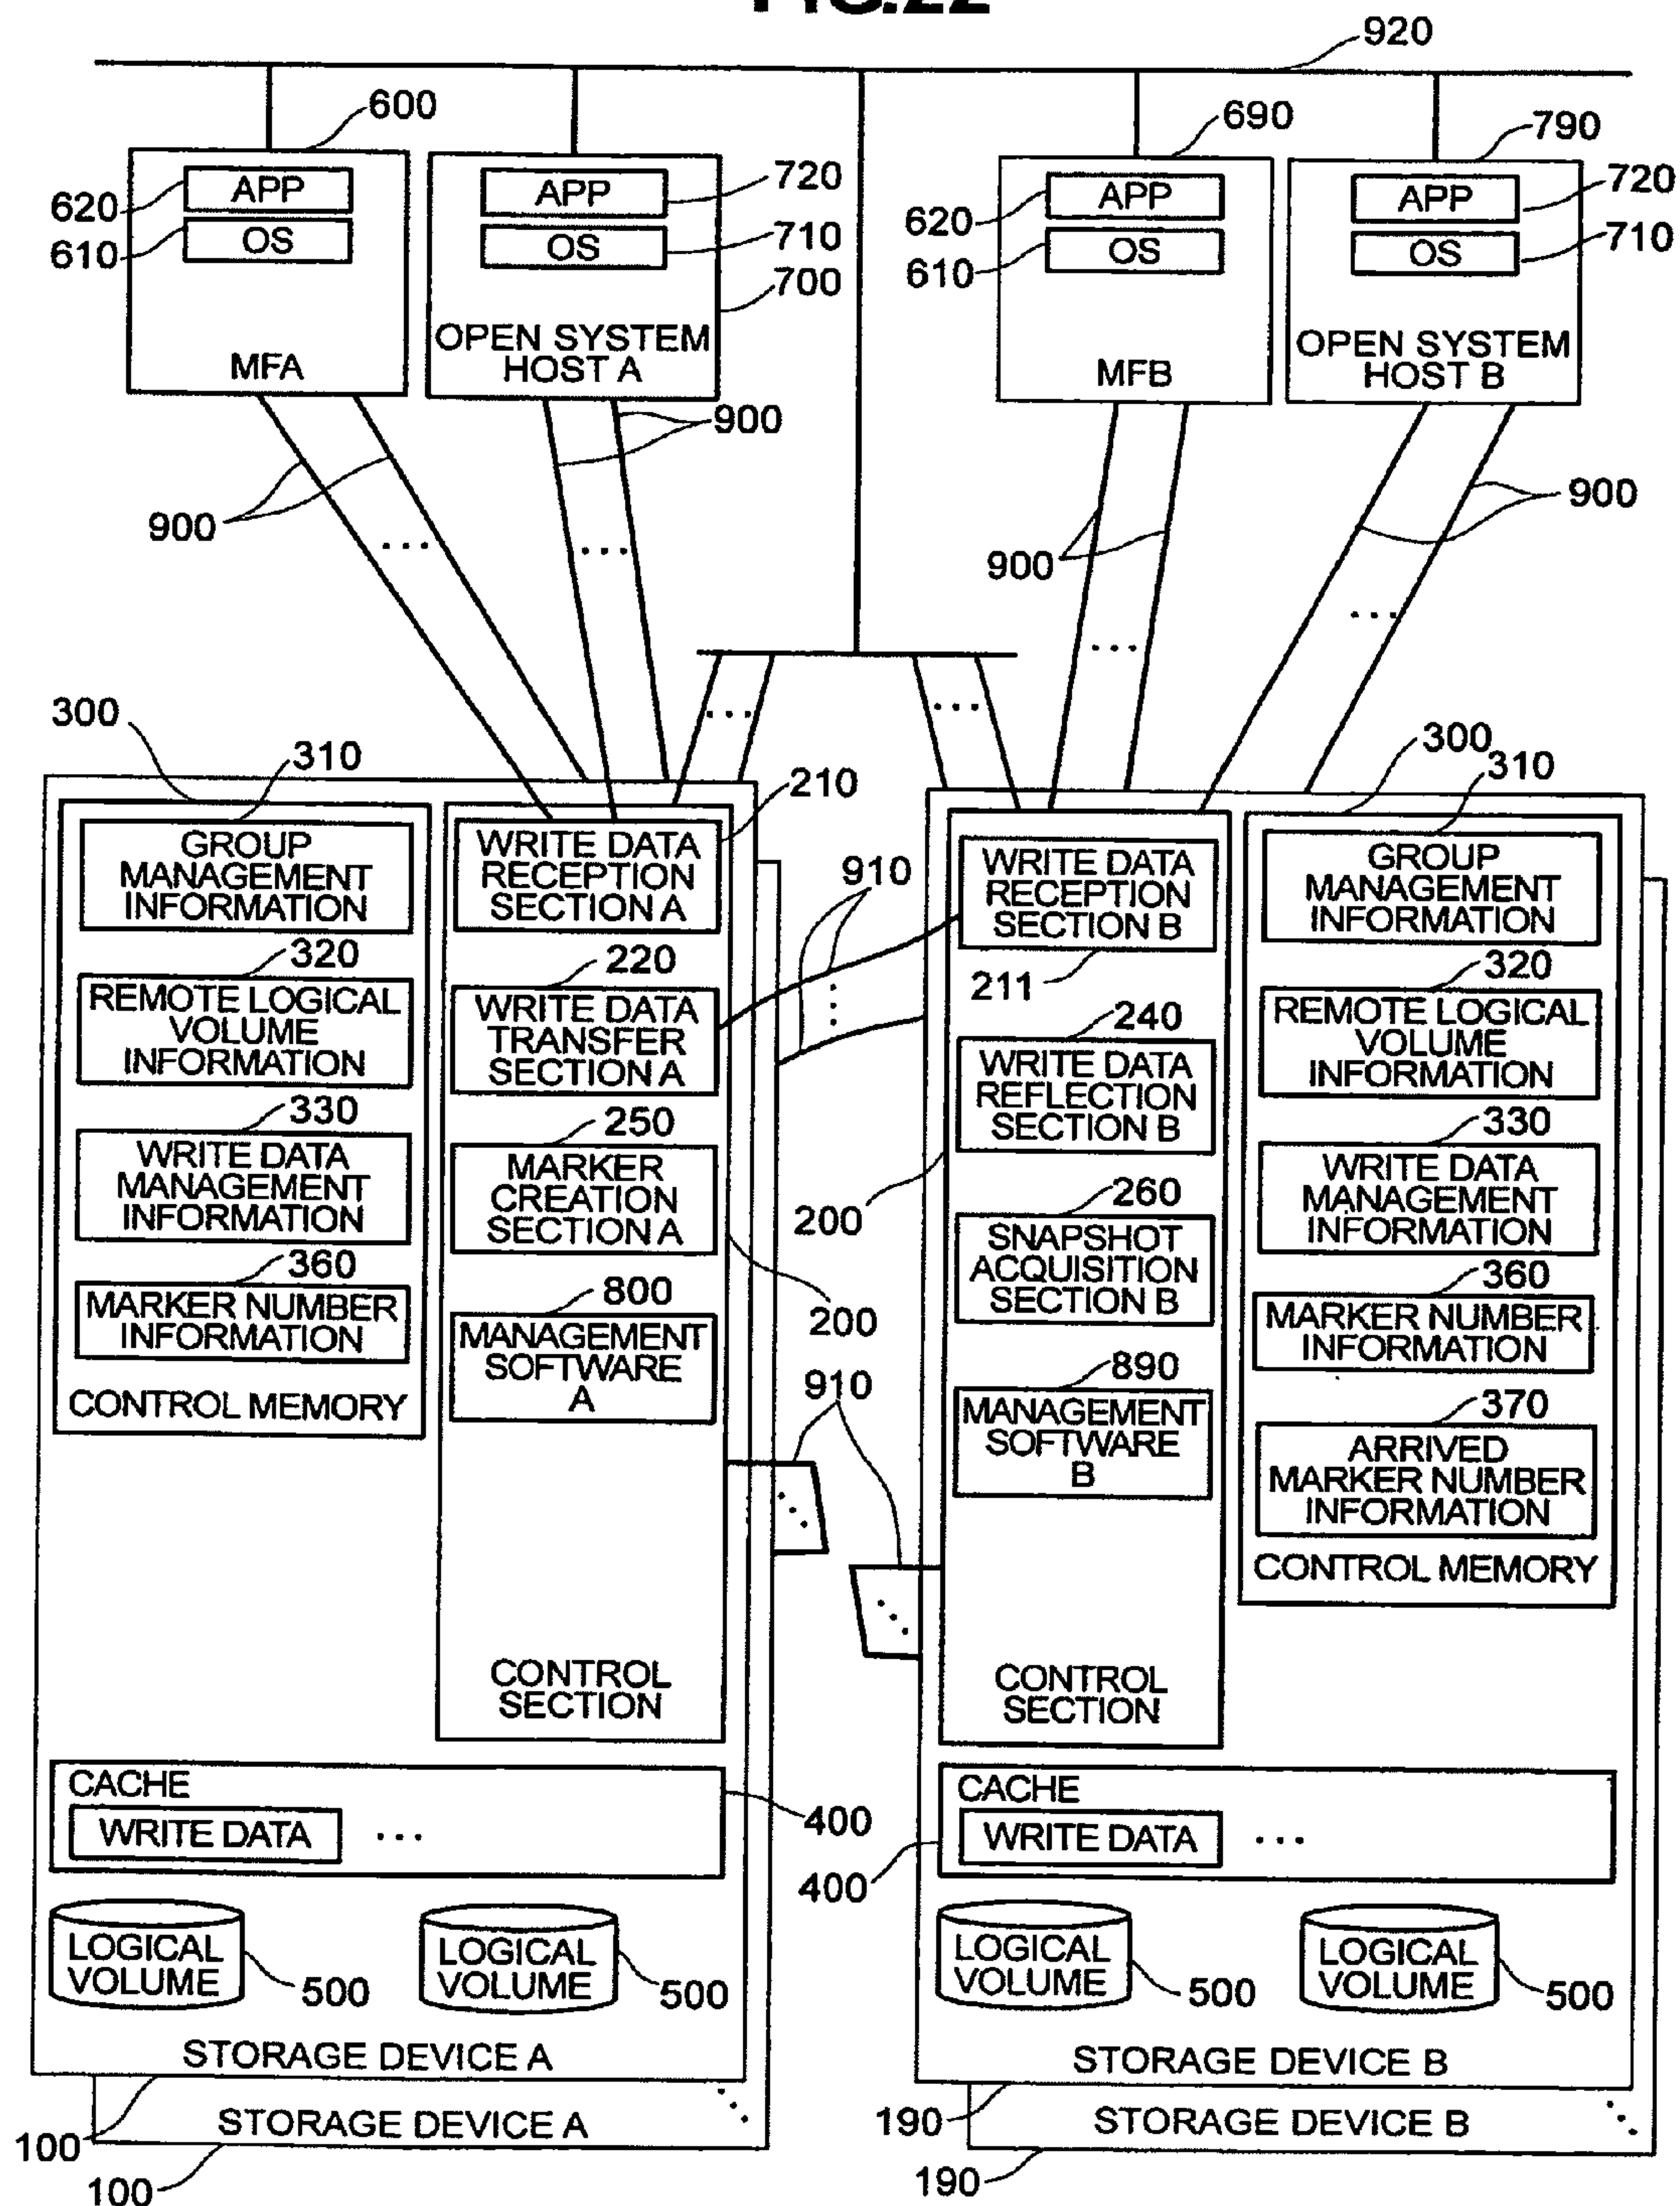 FIG.22
920
600
690
790
APP
620
OS
610
MFA
APP
720
OS
710
700
OPEN SYSTEM
HOST A
APP
620
OS
610
MFB
APP
720
OS
710
OPEN SYSTEM
HOST B
900
900
900
900
300
310
GROUP
MANAGEMENT
INFORMATION
320
REMOTE LOGICAL
VOLUME
INFORMATION
330
WRITE DATA
MANAGEMENT
INFORMATION
360
MARKER NUMBER
INFORMATION
CONTROL MEMORY
210
WRITE DATA
RECEPTION
SECTION A
220
WRITE DATA
TRANSFER
SECTION A
250
MARKER
CREATION
SECTION A
800
MANAGEMENT
SOFTWARE
A
CONTROL
SECTION
200
910
910
200
WRITE DATA
RECEPTION
SECTION B
211
240
WRITE DATA
REFLECTION
SECTION B
260
SNAPSHOT
ACQUISITION
SECTION B
890
MANAGEMENT
SOFTWARE
B
CONTROL
SECTION
300
310
GROUP
MANAGEMENT
INFORMATION
320
REMOTE LOGICAL
VOLUME
INFORMATION
330
WRITE DATA
MANAGEMENT
INFORMATION
360
MARKER NUMBER
INFORMATION
370
ARRIVED
MARKER NUMBER
INFORMATION
CONTROL MEMORY
CACHE
WRITE DATA ...
400
LOGICAL
VOLUME
500
LOGICAL
VOLUME
500
STORAGE DEVICE A
100
STORAGE DEVICE A
100
CACHE
WRITE DATA ...
400
LOGICAL
VOLUME
500
LOGICAL
VOLUME
500
STORAGE DEVICE B
190
STORAGE DEVICE B
190